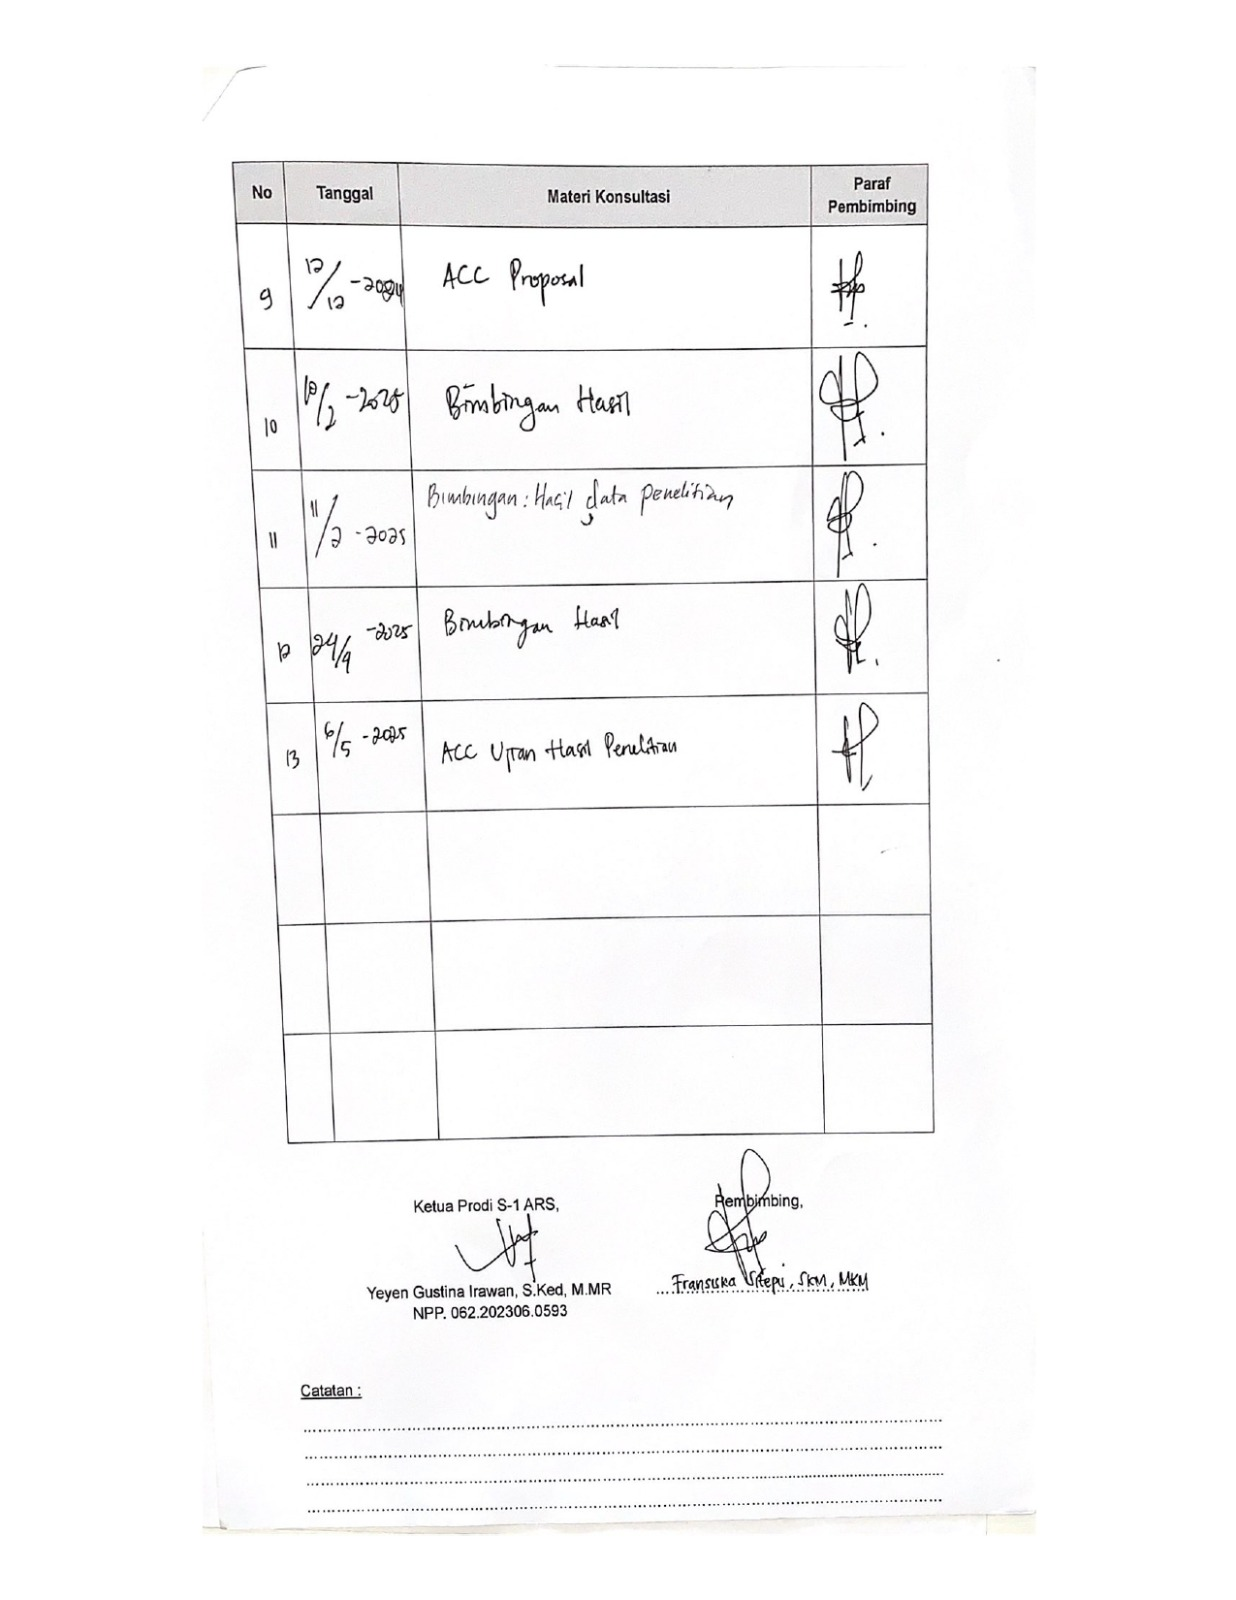 No Tanggal Materi Konsultasi Paraf Pembimbing
9 12/12 -2024 ACC Proposal
10 10/2 -2025 Bimbingan Hasil
11 11/2 -2025 Bimbingan : Hasil data penelitian
12 24/4 -2025 Bimbingan Hasil
13 6/5 -2025 ACC Ujian Hasil Penelitian
Ketua Prodi S-1 ARS, Pembimbing,
Yeyen Gustina Irawan, S.Ked, M.MR Fransiska Sitepu, SKM, MKM
NPP. 062.202306.0593
Catatan :